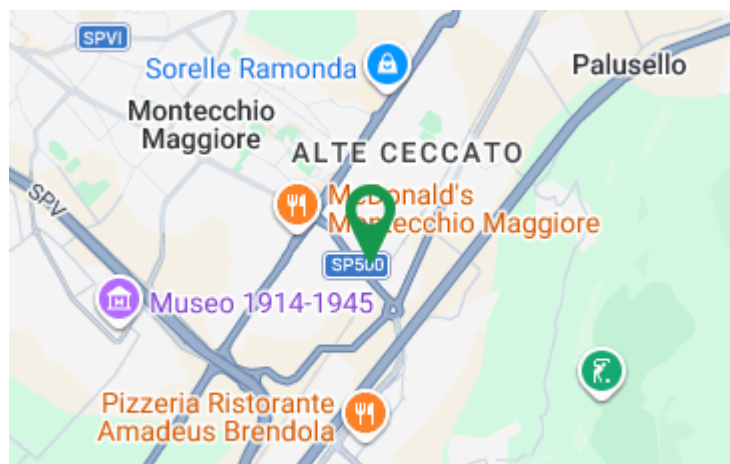 SPVI
Sorelle Ramonda
Palusello
Montecchio
Maggiore
ALTE CECCATO
McDonald's
Montecchio Maggiore
SPV
SP500
Museo 1914-1945
Pizzeria Ristorante
Amadeus Brendola